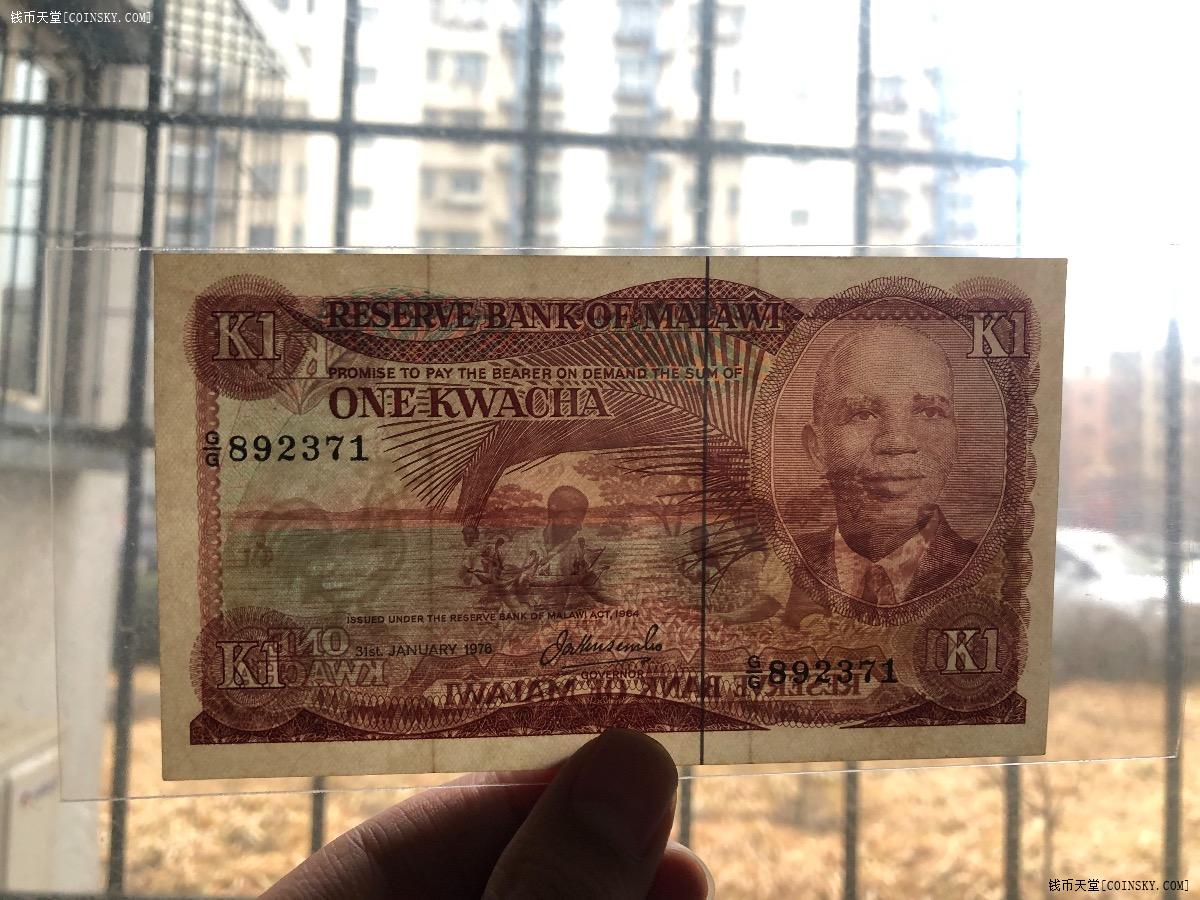 钱币天堂[COINSKY.COM]
RESERVE BANK OF MALAWI
K1
K1
PROMISE TO PAY THE BEARER ON DEMAND THE SUM OF
ONE KWACHA
G/G 892371
ISSUED UNDER THE RESERVE BANK OF MALAWI ACT, 1964
31st. JANUARY 1976
GOVERNOR
G/G 892371
K1
K1
钱币天堂[COINSKY.COM]